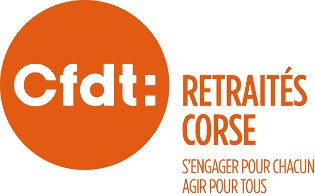 Cfdt:
RETRAITÉS
CORSE
S'ENGAGER POUR CHACUN
AGIR POUR TOUS